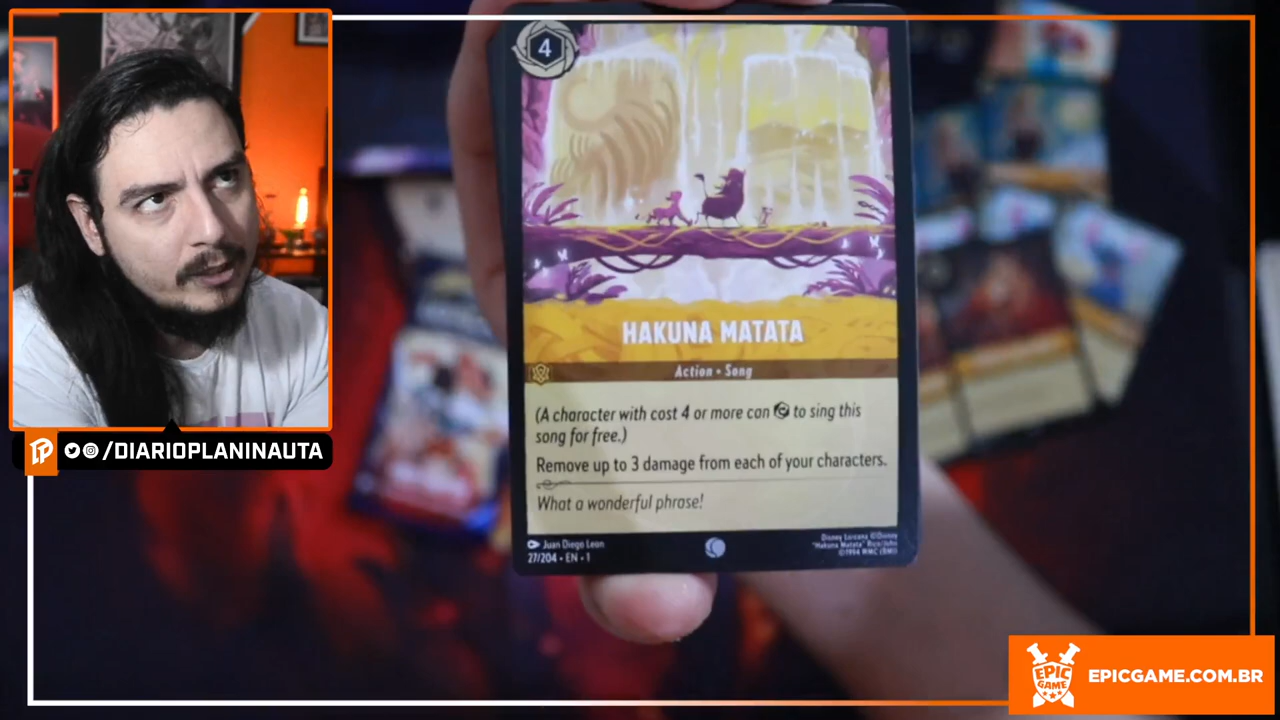 4
HAKUNA MATATA
Action • Song
(A character with cost 4 or more can to sing this
song for free.)
Remove up to 3 damage from each of your characters.
What a wonderful phrase!
Juan Diego Leon
27/204 • EN • 1
Disney Lorcana ©Disney
"Hakuna Matata" Rice/John
©1994 WMC (BMI)
/DIARIOPLANINAUTA
EPIC
GAME
EPICGAME.COM.BR